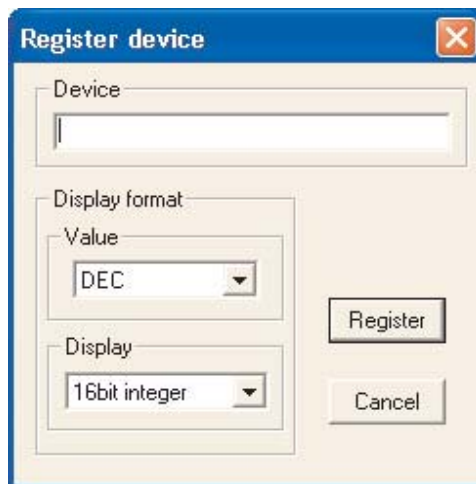 Register device
Device
Display format
Value
DEC
Display
16bit integer
Register
Cancel